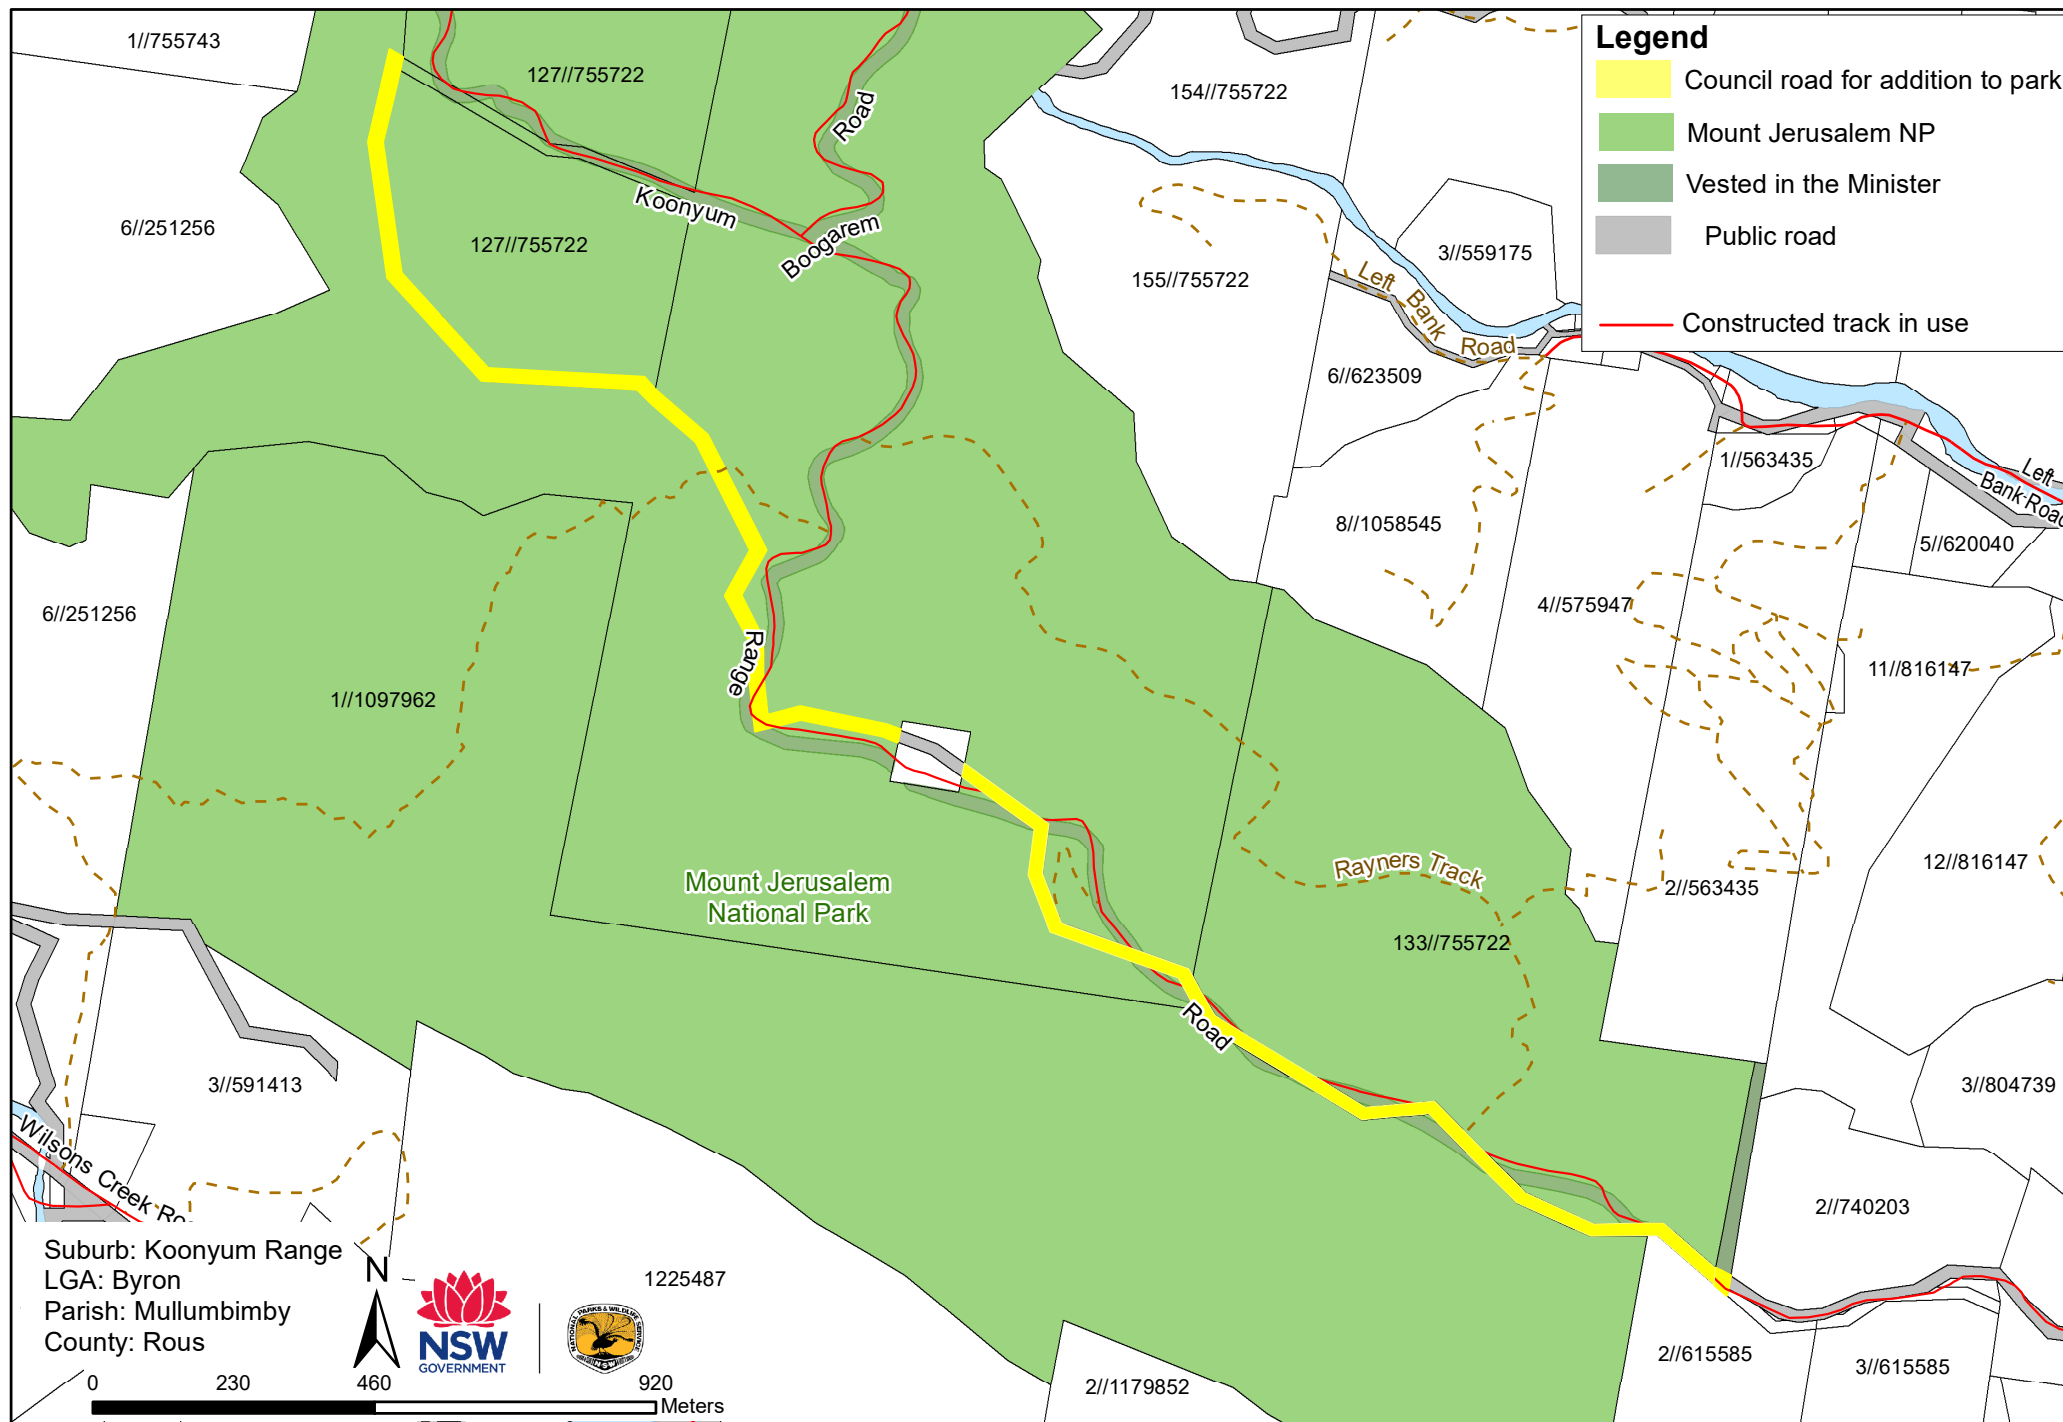 Legend
Council road for addition to park
Mount Jerusalem NP
Vested in the Minister
Public road
Constructed track in use
1//755743
127//755722
Road
154//755722
6//251256
127//755722
Koonyum
Boogarem
155//755722
3//559175
Left Bank Road
6//623509
1//563435
Left
Bank Road
8//1058545
5//620040
6//251256
4//575947
Range
11//816147
1//1097962
12//816147
Mount Jerusalem
National Park
Rayners Track
2//563435
133//755722
Road
3//591413
3//804739
Wilsons Creek Ro
2//740203
Suburb: Koonyum Range
LGA: Byron
Parish: Mullumbimby
County: Rous
N
NSW
GOVERNMENT
NATIONAL PARKS & WILDLIFE SERVICE
NSW
1225487
2//615585
3//615585
2//1179852
0 230 460 920
Meters